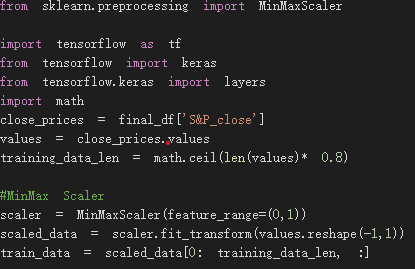 from sklearn.preprocessing import MinMaxScaler
import tensorflow as tf
from tensorflow import keras
from tensorflow.keras import layers
import math
close_prices = final_df['S&P_close']
values = close_prices.values
training_data_len = math.ceil(len(values)* 0.8)
#MinMax Scaler
scaler = MinMaxScaler(feature_range=(0,1))
scaled_data = scaler.fit_transform(values.reshape(-1,1))
train_data = scaled_data[0: training_data_len, :]